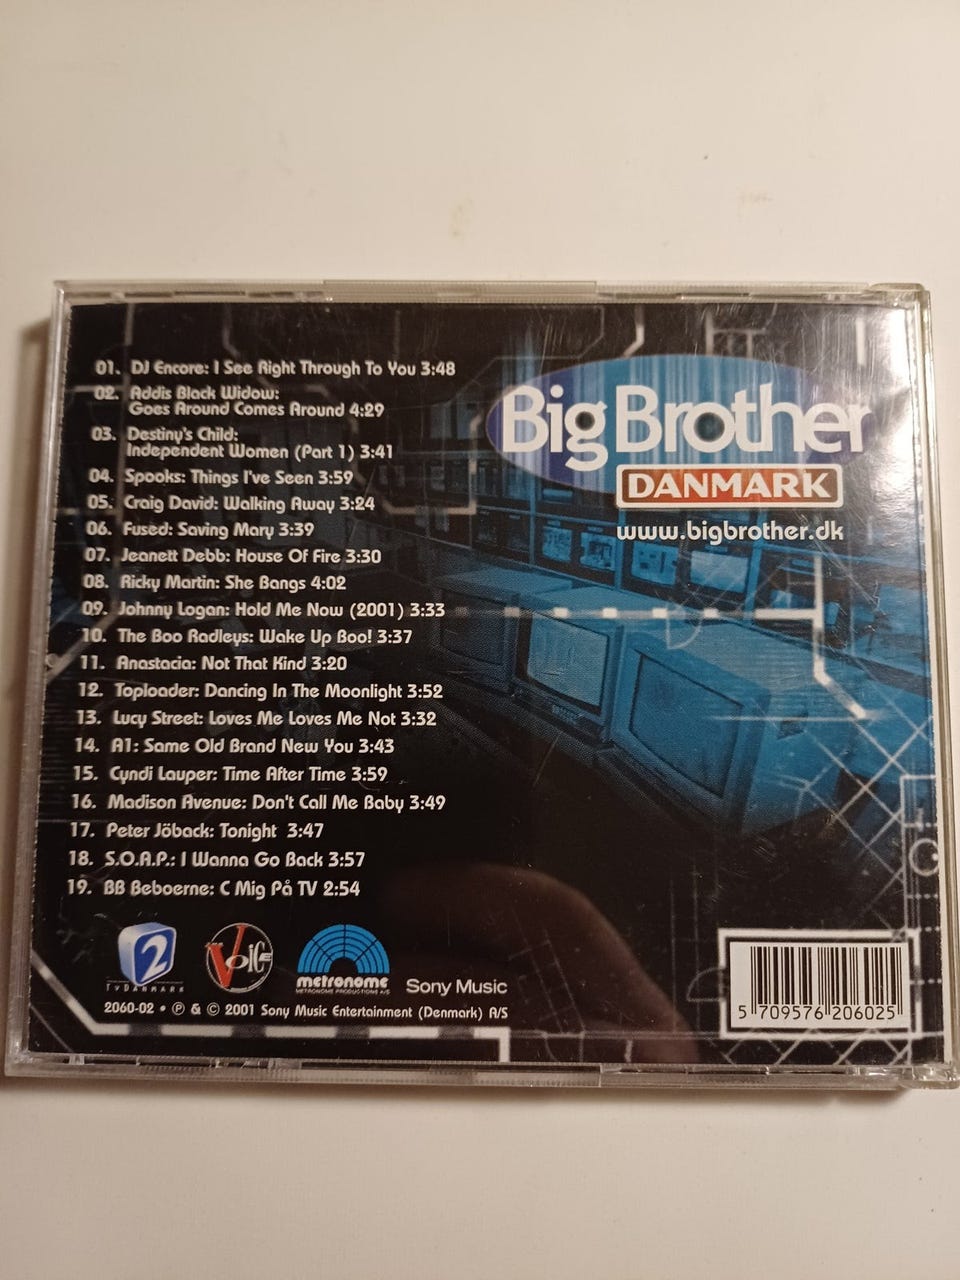 01. DJ Encore: I See Right Through To You 3:48
02. Addis Black Widow:
Goes Around Comes Around 4:29
03. Destiny's Child:
Independent Women (Part 1) 3:41
04. Spooks: Things I've Seen 3:59
05. Craig David: Walking Away 3:24
06. Fused: Saving Mary 3:39
07. Jeanett Debb: House Of Fire 3:30
08. Ricky Martin: She Bangs 4:02
09. Johnny Logan: Hold Me Now (2001) 3:33
10. The Boo Radleys: Wake Up Boo! 3:37
11. Anastacia: Not That Kind 3:20
12. Toploader: Dancing In The Moonlight 3:52
13. Lucy Street: Loves Me Loves Me Not 3:32
14. A1: Same Old Brand New You 3:43
15. Cyndi Lauper: Time After Time 3:59
16. Madison Avenue: Don't Call Me Baby 3:49
17. Peter Jöback: Tonight 3:47
18. S.O.A.P.: I Wanna Go Back 3:57
19. BB Beboerne: C Mig På TV 2:54
Big Brother
DANMARK
www.bigbrother.dk
2
TvDANMARK
Voice
metronome
METRONOME PRODUCTIONS A/S
Sony Music
2060-02 • ℗ & © 2001 Sony Music Entertainment (Denmark) A/S
5 709576 206025